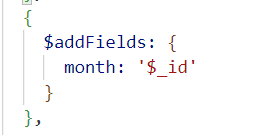 {
$addFields: {
month: '$_id'
}
},